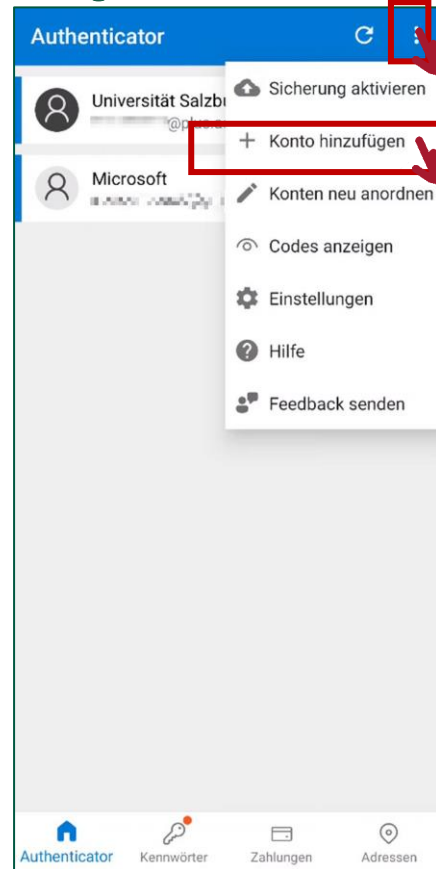 Authenticator
Sicherung aktivieren
Universität Salzbu
@plus.a
Konto hinzufügen
Microsoft
Konten neu anordnen
Codes anzeigen
Einstellungen
Hilfe
Feedback senden
Authenticator
Kennwörter
Zahlungen
Adressen